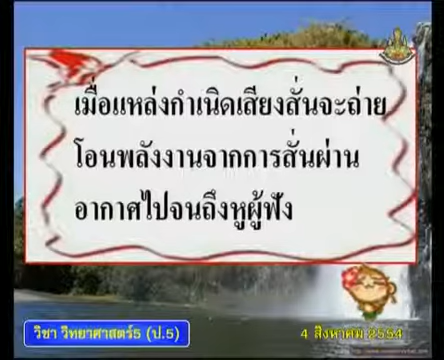 เมื่อแหล่งกำเนิดเสียงสั่นจะถ่าย
โอนพลังงานจากการสั่นผ่าน
อากาศไปจนถึงหูผู้ฟัง
วิชา วิทยาศาสตร์5 (ป.5)
4 สิงหาคม 2554